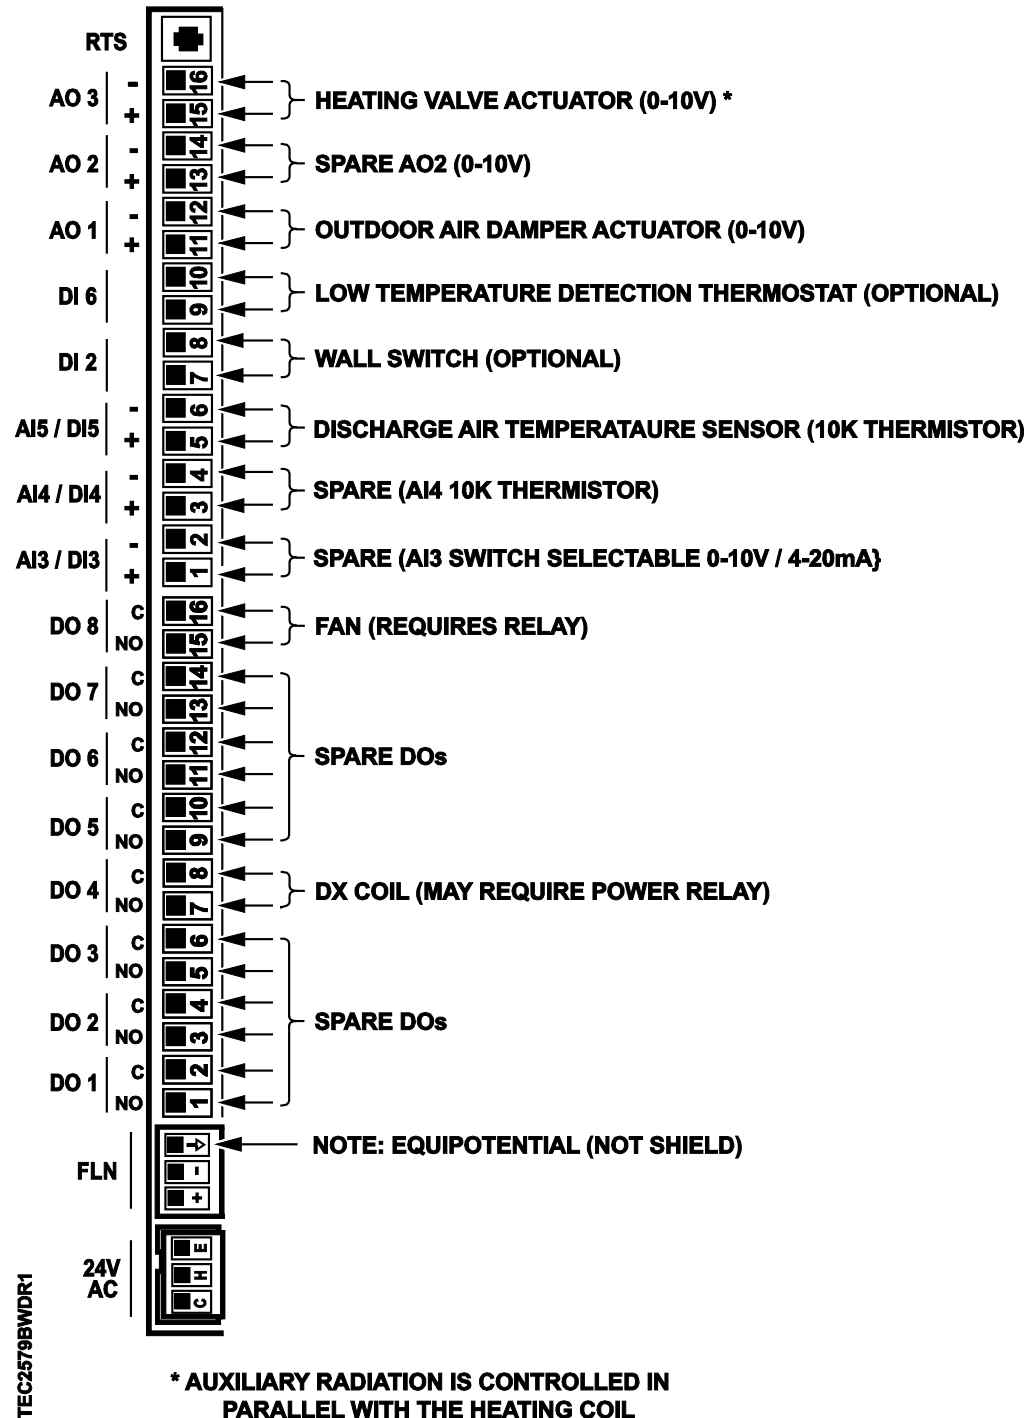 RTS
AO 3 - 16
+ 15
HEATING VALVE ACTUATOR (0-10V) *
AO 2 - 14
+ 13
SPARE AO2 (0-10V)
AO 1 - 12
+ 11
OUTDOOR AIR DAMPER ACTUATOR (0-10V)
DI 6 10
9
LOW TEMPERATURE DETECTION THERMOSTAT (OPTIONAL)
DI 2 8
7
WALL SWITCH (OPTIONAL)
AI5 / DI5 - 6
+ 5
DISCHARGE AIR TEMPERATAURE SENSOR (10K THERMISTOR)
AI4 / DI4 - 4
+ 3
SPARE (AI4 10K THERMISTOR)
AI3 / DI3 - 2
+ 1
SPARE (AI3 SWITCH SELECTABLE 0-10V / 4-20mA}
DO 8 C 16
NO 15
FAN (REQUIRES RELAY)
DO 7 C 14
NO 13
DO 6 C 12
NO 11
SPARE DOs
DO 5 C 10
NO 9
DO 4 C 8
NO 7
DX COIL (MAY REQUIRE POWER RELAY)
DO 3 C 6
NO 5
DO 2 C 4
NO 3
SPARE DOs
DO 1 C 2
NO 1
FLN
NOTE: EQUIPOTENTIAL (NOT SHIELD)
-
+
24V
AC
E
H
C
TEC2579BWDR1
* AUXILIARY RADIATION IS CONTROLLED IN
PARALLEL WITH THE HEATING COIL